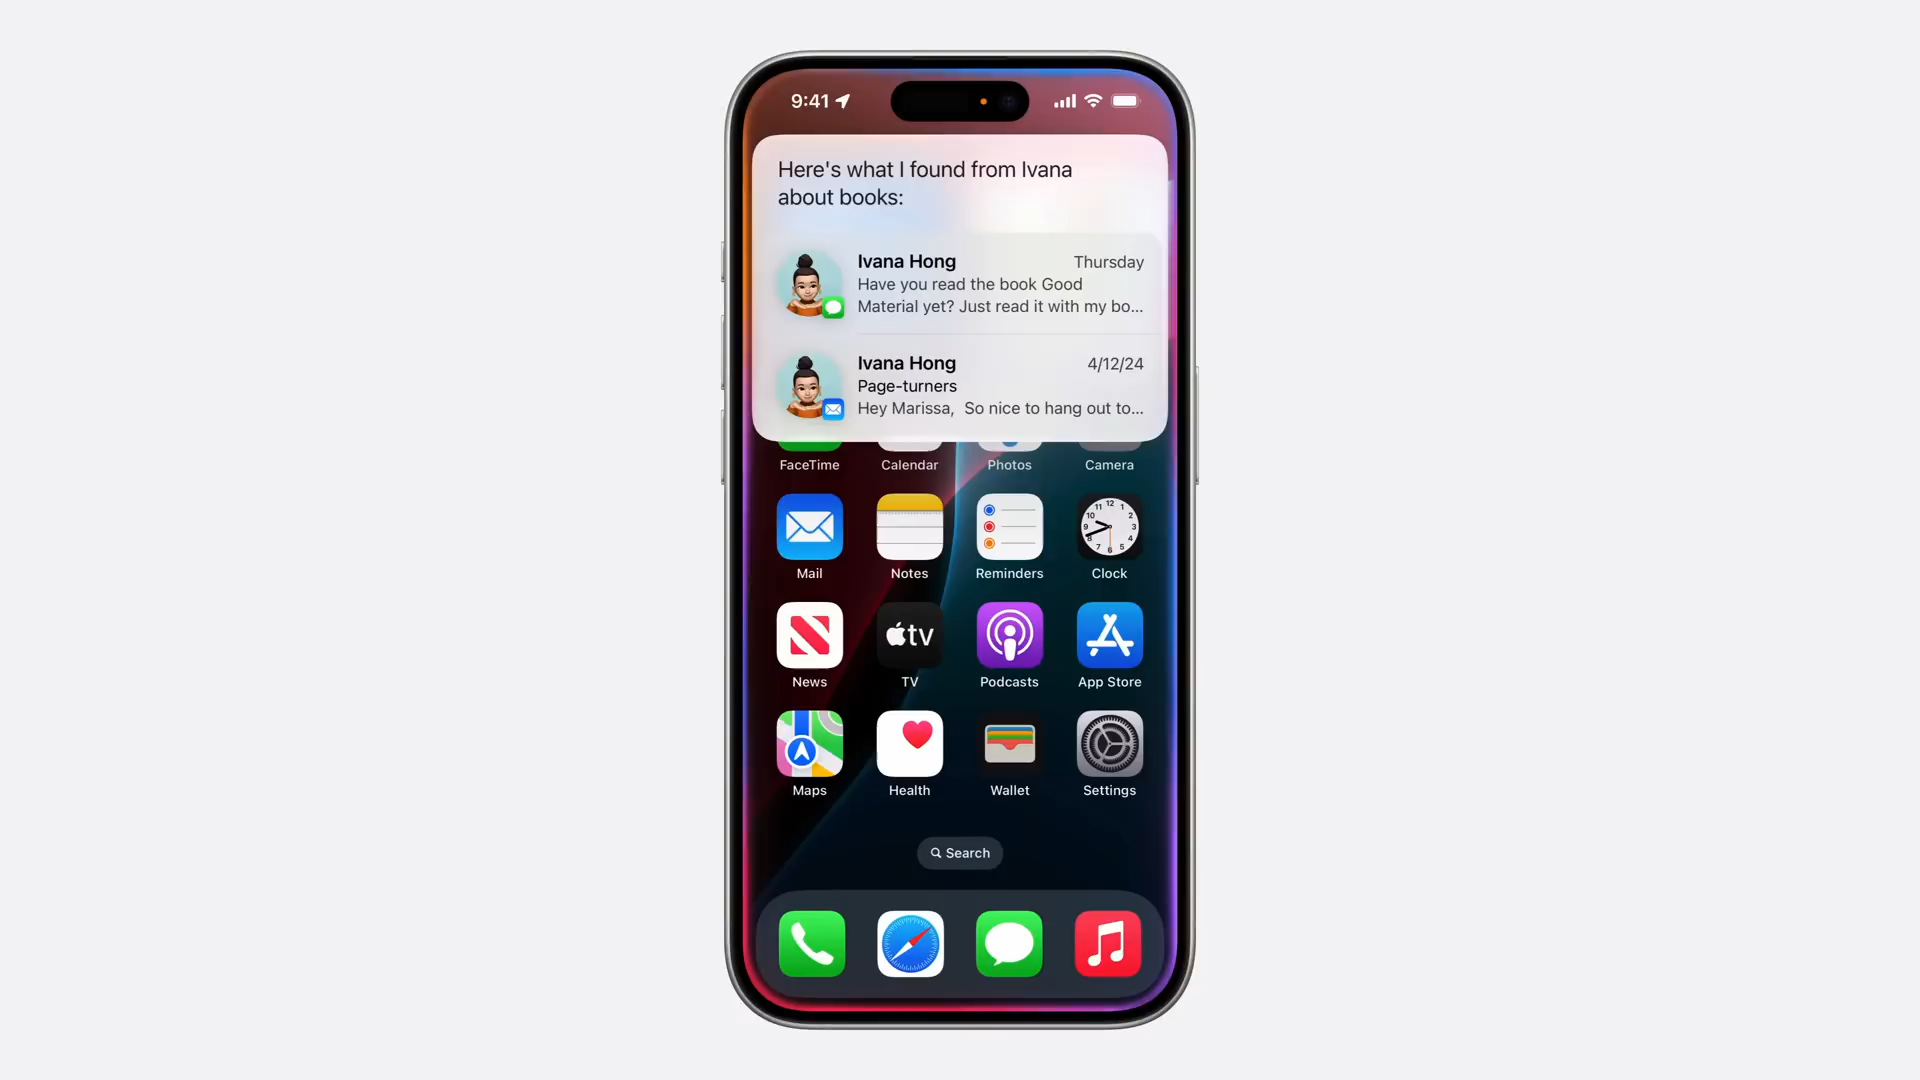 9:41
Here's what I found from Ivana
about books:
Ivana Hong Thursday
Have you read the book Good
Material yet? Just read it with my bo...
Ivana Hong 4/12/24
Page-turners
Hey Marissa, So nice to hang out to...
FaceTime Calendar Photos Camera
Mail Notes Reminders Clock
tv
News TV Podcasts App Store
Maps Health Wallet Settings
Search